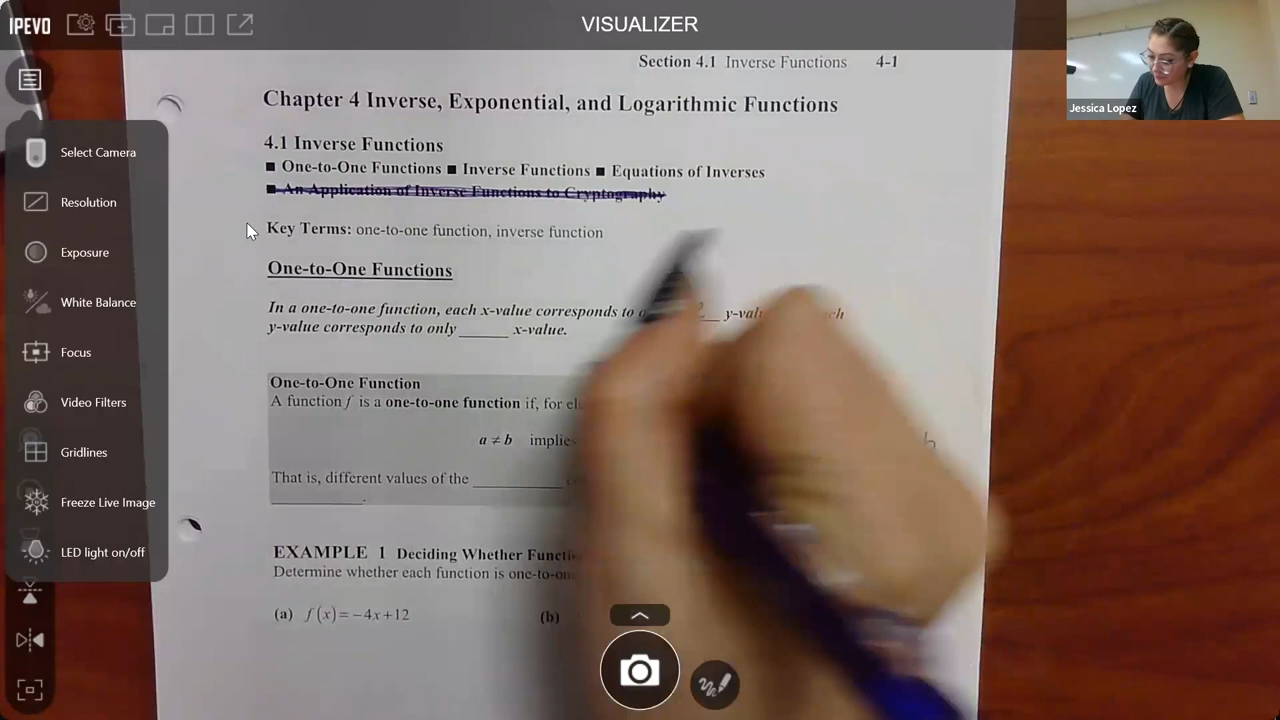 IPEVO
VISUALIZER
Jessica Lopez
Select Camera
Resolution
Exposure
White Balance
Focus
Video Filters
Gridlines
Freeze Live Image
LED light on/off
Section 4.1 Inverse Functions 4-1
Chapter 4 Inverse, Exponential, and Logarithmic Functions
4.1 Inverse Functions
■ One-to-One Functions ■ Inverse Functions ■ Equations of Inverses
■ An Application of Inverse Functions to Cryptography
Key Terms: one-to-one function, inverse function
One-to-One Functions
In a one-to-one function, each x-value corresponds to
y-value corresponds to only ______ x-value.
One-to-One Function
A function f is a one-to-one function if, for
a ≠ b implies
That is, different values of the ___________
___________.
EXAMPLE 1 Deciding Whether
Determine whether each function is
(a) f(x)=−4x+12 (b)